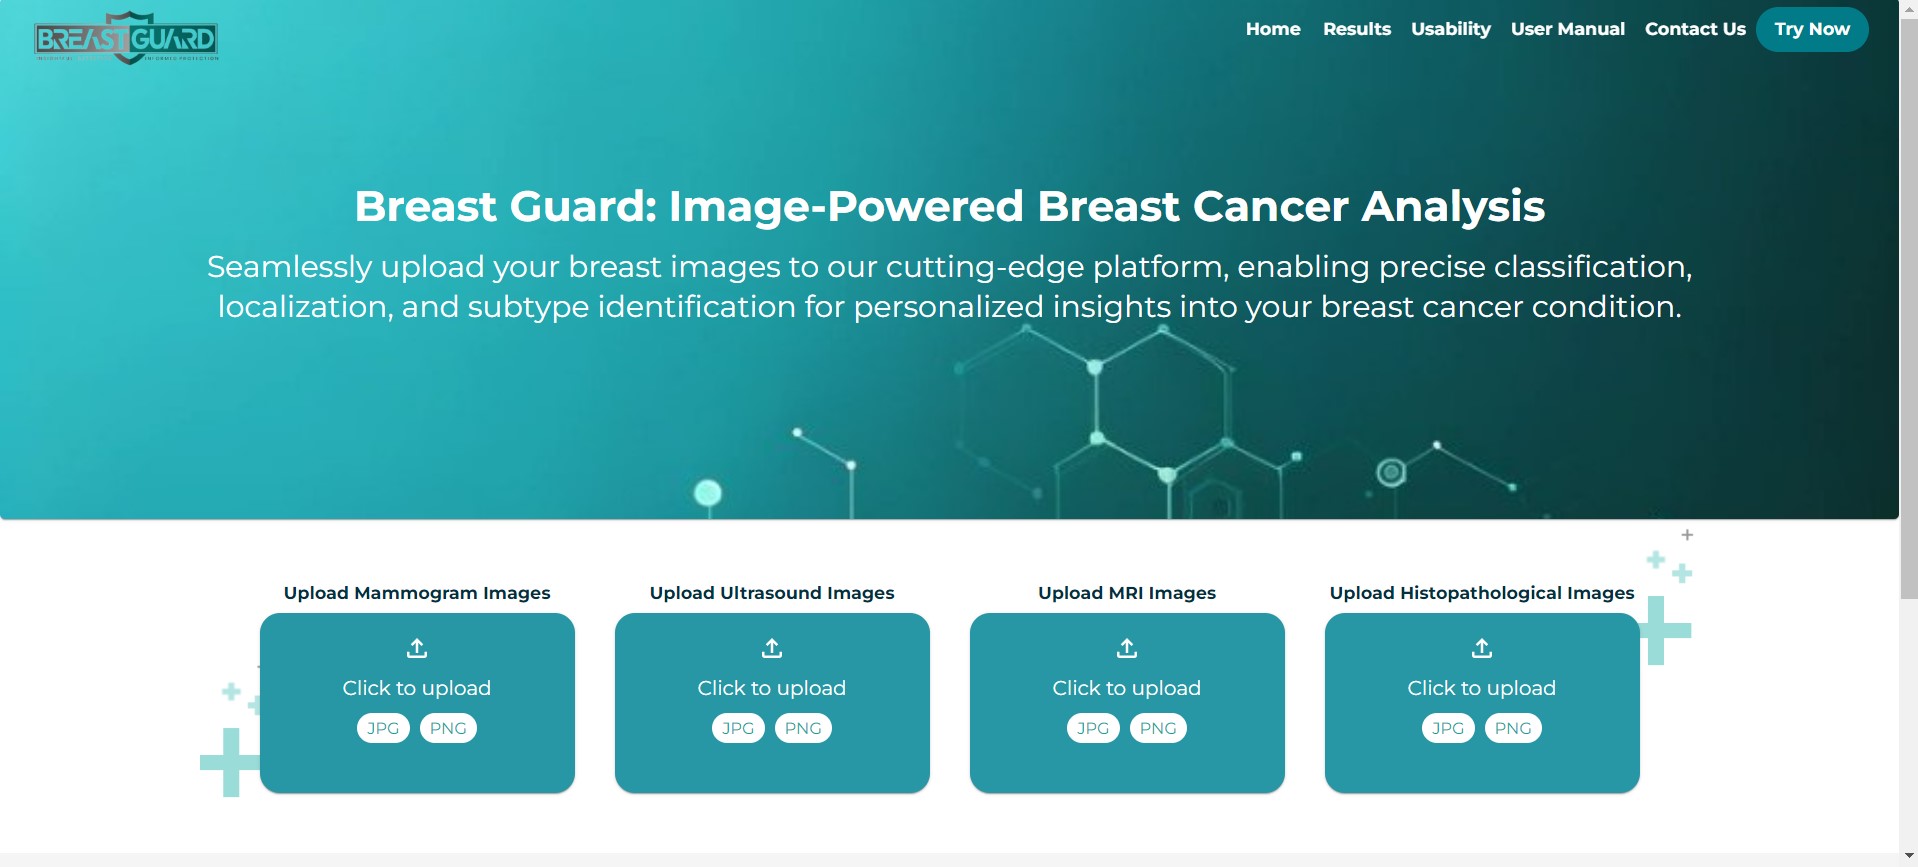 BREASTGUARD
INFORMED PROTECTION
Home Results Usability User Manual Contact Us Try Now
Breast Guard: Image-Powered Breast Cancer Analysis
Seamlessly upload your breast images to our cutting-edge platform, enabling precise classification,
localization, and subtype identification for personalized insights into your breast cancer condition.
Upload Mammogram Images
Click to upload
JPG PNG
Upload Ultrasound Images
Click to upload
JPG PNG
Upload MRI Images
Click to upload
JPG PNG
Upload Histopathological Images
Click to upload
JPG PNG